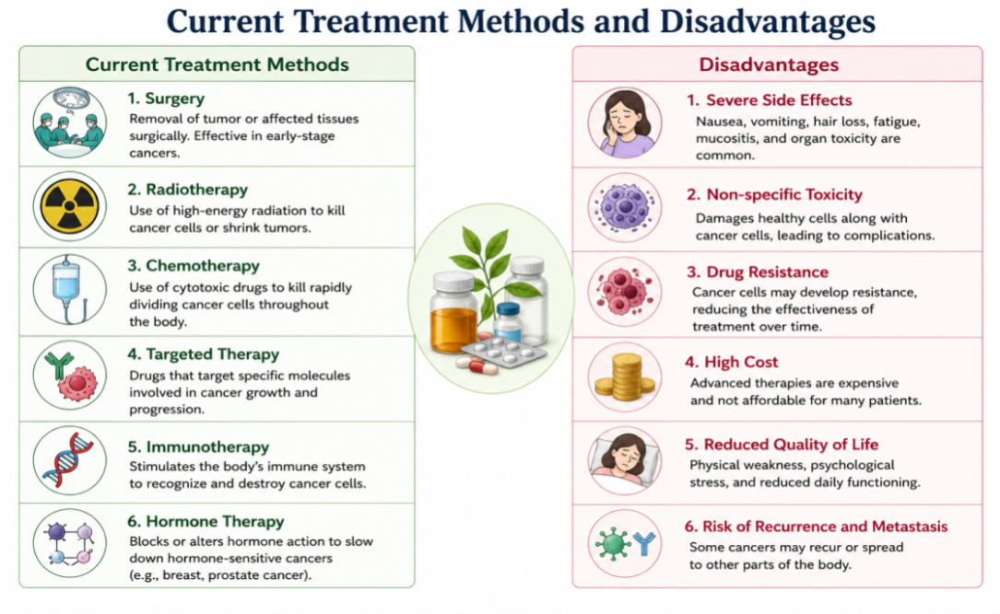 Current Treatment Methods and Disadvantages
Current Treatment Methods
1. Surgery
Removal of tumor or affected tissues
surgically. Effective in early-stage
cancers.
2. Radiotherapy
Use of high-energy radiation to kill
cancer cells or shrink tumors.
3. Chemotherapy
Use of cytotoxic drugs to kill rapidly
dividing cancer cells throughout
the body.
4. Targeted Therapy
Drugs that target specific molecules
involved in cancer growth and
progression.
5. Immunotherapy
Stimulates the body's immune system
to recognize and destroy cancer cells.
6. Hormone Therapy
Blocks or alters hormone action to slow
down hormone-sensitive cancers
(e.g., breast, prostate cancer).
Disadvantages
1. Severe Side Effects
Nausea, vomiting, hair loss, fatigue,
mucositis, and organ toxicity are
common.
2. Non-specific Toxicity
Damages healthy cells along with
cancer cells, leading to complications.
3. Drug Resistance
Cancer cells may develop resistance,
reducing the effectiveness of
treatment over time.
4. High Cost
Advanced therapies are expensive
and not affordable for many patients.
5. Reduced Quality of Life
Physical weakness, psychological
stress, and reduced daily functioning.
6. Risk of Recurrence and Metastasis
Some cancers may recur or spread
to other parts of the body.